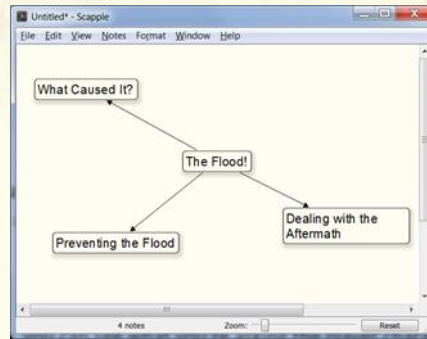 Untitled* - Scapple
File Edit View Notes Format Window Help
What Caused It?
The Flood!
Dealing with the
Aftermath
Preventing the Flood
4 notes Zoom: Reset